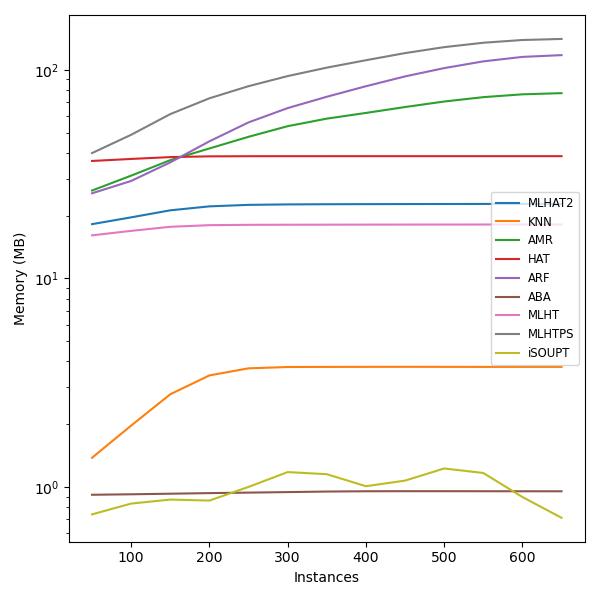 10²
10¹
10⁰
Memory (MB)
MLHAT2
KNN
AMR
HAT
ARF
ABA
MLHT
MLHTPS
iSOUPT
100 200 300 400 500 600
Instances